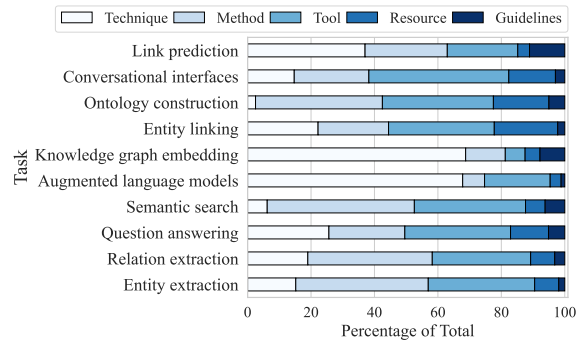 Technique Method Tool Resource Guidelines
Link prediction
Conversational interfaces
Ontology construction
Entity linking
Knowledge graph embedding
Augmented language models
Semantic search
Question answering
Relation extraction
Entity extraction
Task
0 20 40 60 80 100
Percentage of Total